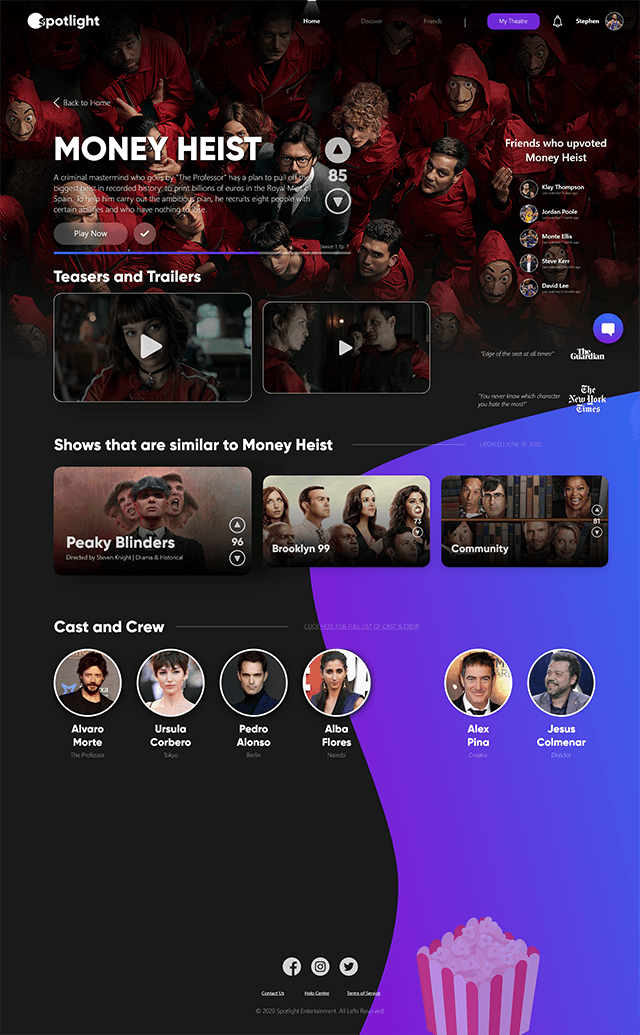 Spotlight
Home
Discover
Friends
My Theatre
Stephen
Back to Home
MONEY HEIST
A criminal mastermind who goes by "The Professor" has a plan to pull off the
biggest heist in recorded history: to print billions of euros in the Royal Mint of
Spain. To help him carry out the ambitious plan, he recruits eight people with
certain abilities and who have nothing to lose.
85
Play Now
Season 1: Ep. 7
Friends who upvoted
Money Heist
Klay Thompson
Jordan Poole
Monte Ellis
Steve Kerr
David Lee
Teasers and Trailers
"Edge of the seat at all times!"
The
Guardian
"You never know which character
you hate the most!"
The
New York
Times
Shows that are similar to Money Heist
UPDATED JUNE 19, 2020
Peaky Blinders
Directed by Steven Knight | Drama & Historical
96
Brooklyn 99
73
Community
81
Cast and Crew
CLICK HERE FOR FULL LIST OF CAST & CREW
Alvaro
Morte
The Professor
Ursula
Corbero
Tokyo
Pedro
Alonso
Berlin
Alba
Flores
Nairobi
Alex
Pina
Creator
Jesus
Colmenar
Director
Contact Us
Help Centre
Terms of Service
© 2020 Spotlight Entertainment. All Lefts Reserved